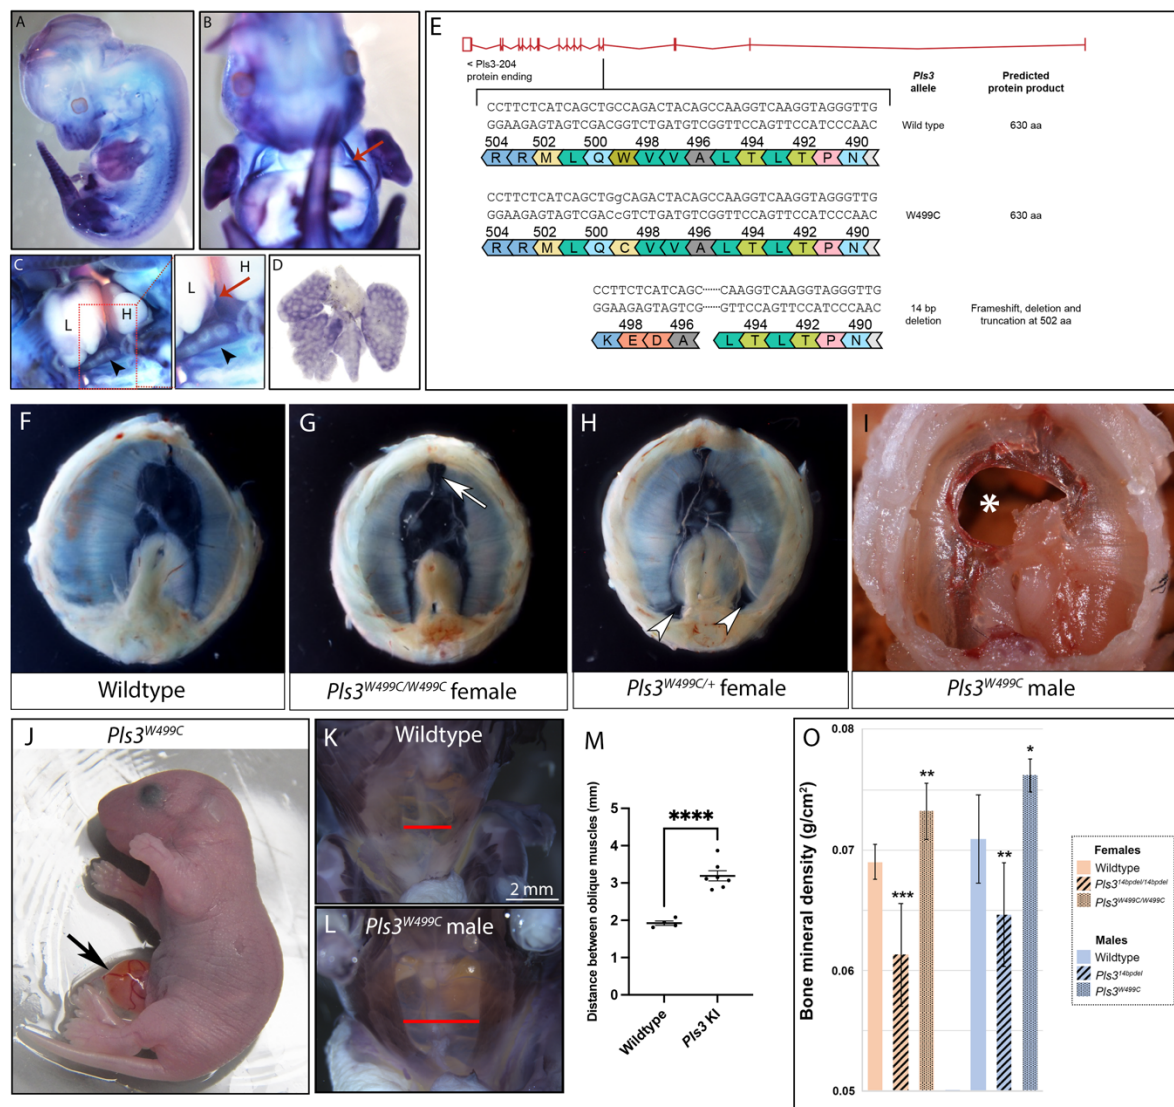 A
B
C
L
H
L
H
D
E
< Pls3-204
protein ending
Pls3
allele
Predicted
protein product
CCTTCTCATCAGCTGCCAGACTACAGCCAAGGTCAAGGTAGGGTTG
GGAAGAGTAGTCGACGGTCTGATGTCGGTTCCAGTTCCATCCCAAC
504 502 500 498 496 494 492 490
R R M L Q W V V A L T L T P N
Wild type
630 aa
CCTTCTCATCAGCTGgCAGACTACAGCCAAGGTCAAGGTAGGGTTG
GGAAGAGTAGTCGACcGTCTGATGTCGGTTCCAGTTCCATCCCAAC
504 502 500 498 496 494 492 490
R R M L Q C V V A L T L T P N
W499C
630 aa
CCTTCTCATCAGC┄┄CAAGGTCAAGGTAGGGTTG
GGAAGAGTAGTCG┄┄GTTCCAGTTCCATCCCAAC
498 496 494 492 490
K E D A L T L T P N
14 bp
deletion
Frameshift, deletion and
truncation at 502 aa
F
Wildtype
G
Pls3W499C/W499C female
H
Pls3W499C/+ female
I
*
Pls3W499C male
J
Pls3W499C
K
Wildtype
2 mm
L
Pls3W499C male
M
Distance between oblique muscles (mm)
5
4
3
2
1
0
****
Wildtype
Pls3 KI
O
Bone mineral density (g/cm2)
0.08
0.07
0.06
0.05
***
**
**
*
Females
Wildtype
Pls314bpdel/14bpdel
Pls3W499C/W499C
Males
Wildtype
Pls314bpdel
Pls3W499C